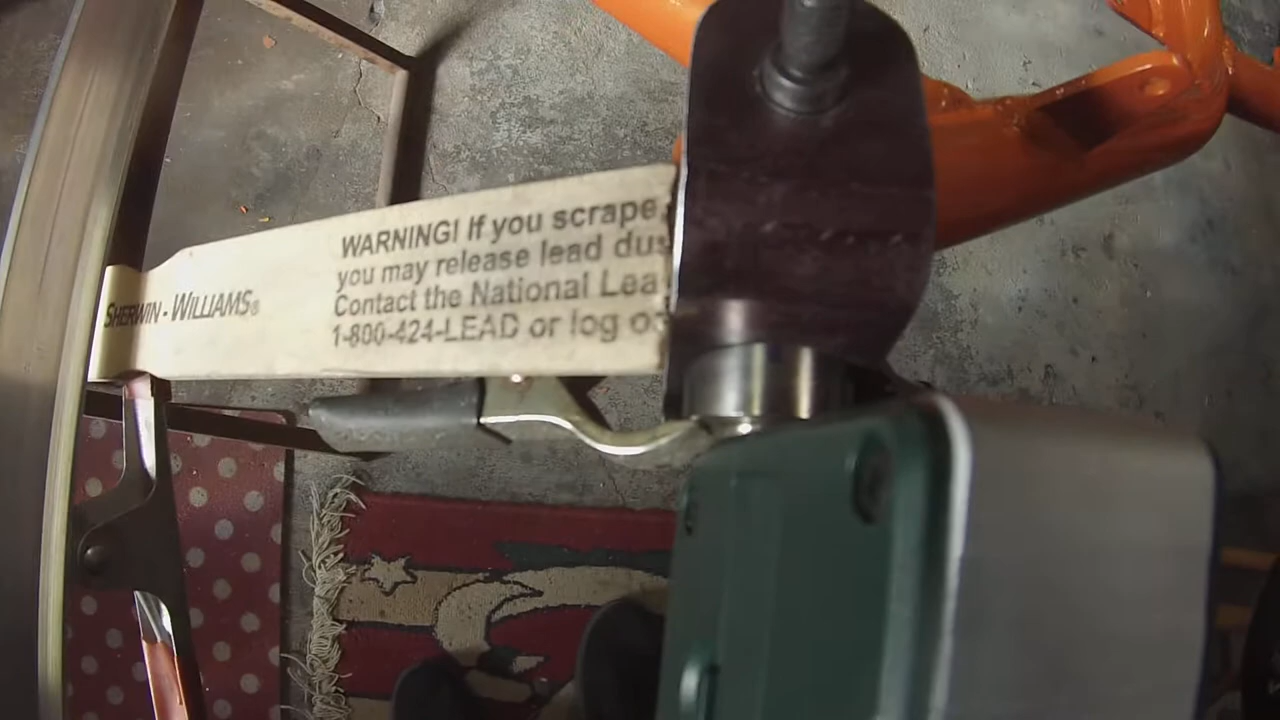 SHERWIN-WILLIAMS®
WARNING! If you scrape,
you may release lead dus
Contact the National Lea
1-800-424-LEAD or log o